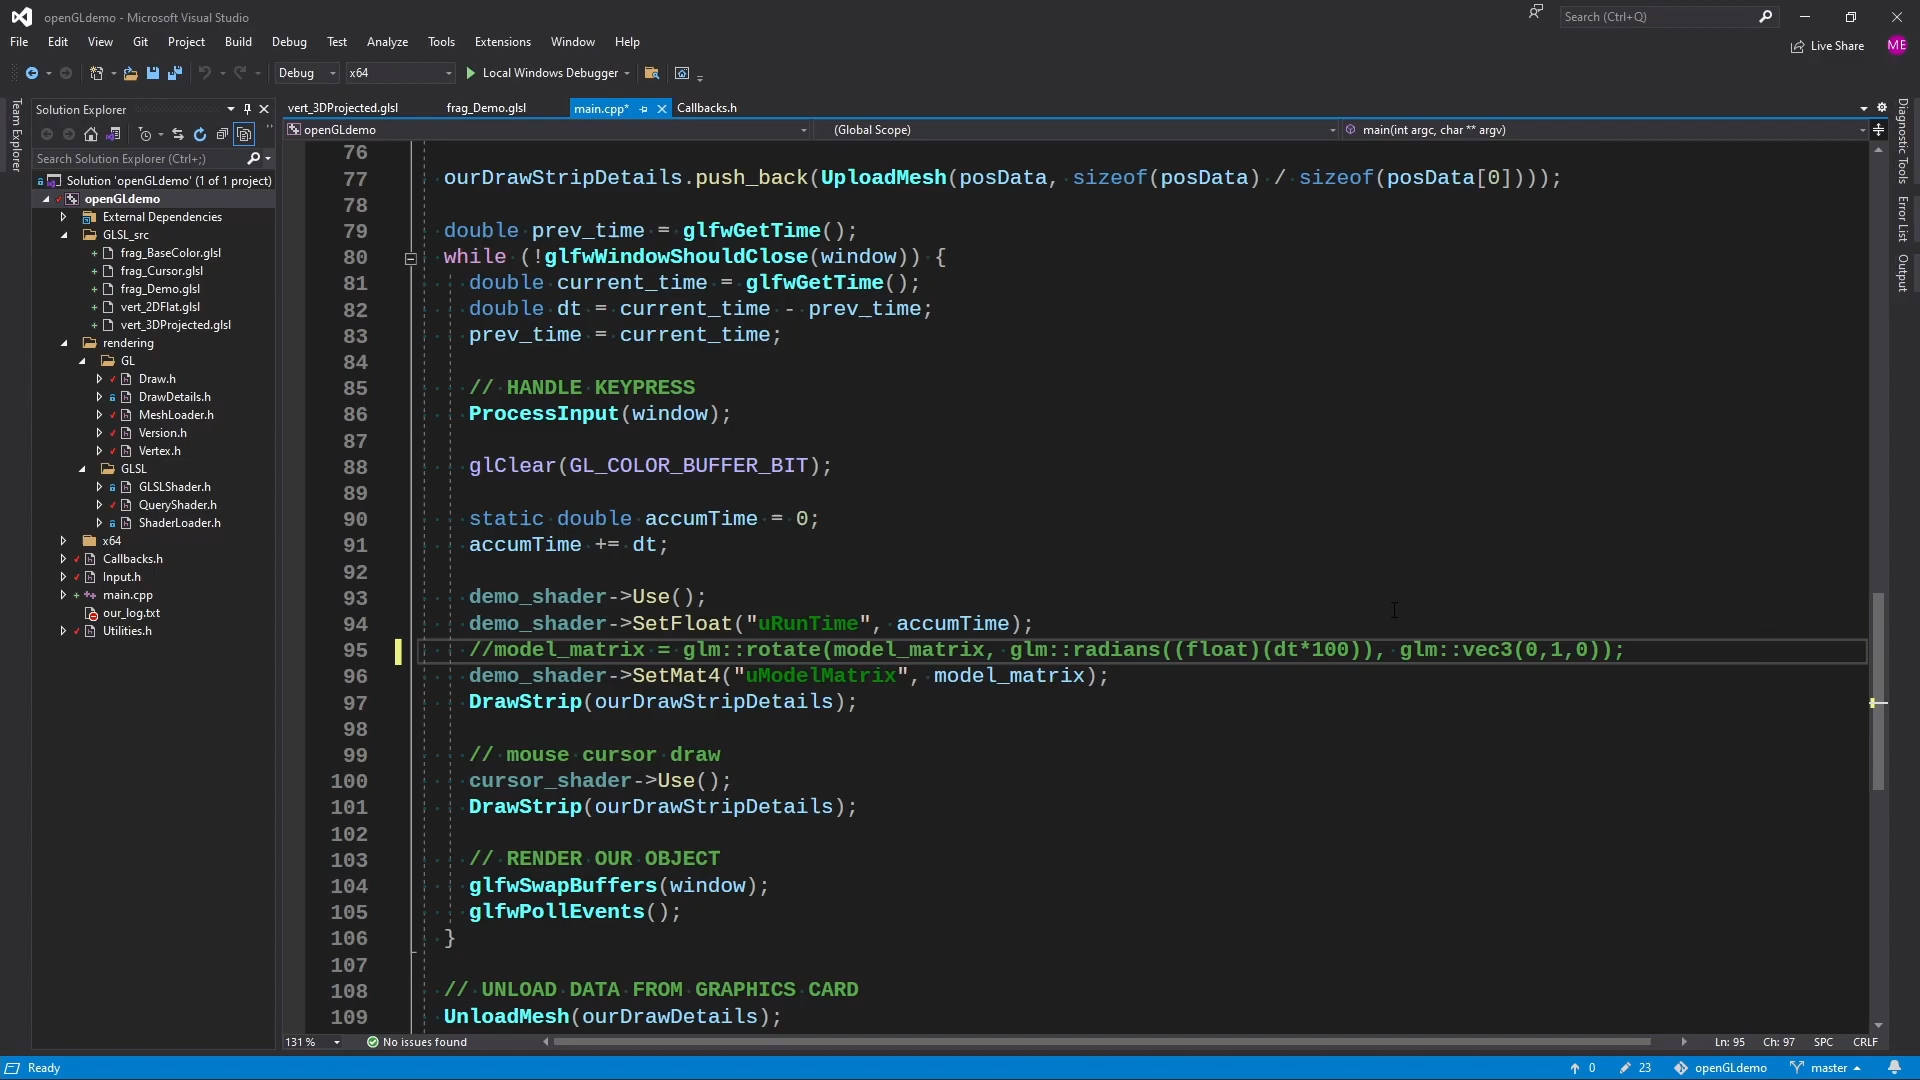 openGLdemo - Microsoft Visual Studio
Search (Ctrl+Q)
File Edit View Git Project Build Debug Test Analyze Tools Extensions Window Help
Live Share
ME
Debug
x64
Local Windows Debugger
Team Explorer
Solution Explorer
Search Solution Explorer (Ctrl+;)
Solution 'openGLdemo' (1 of 1 project)
openGLdemo
External Dependencies
GLSL_src
frag_BaseColor.glsl
frag_Cursor.glsl
frag_Demo.glsl
vert_2DFlat.glsl
vert_3DProjected.glsl
rendering
GL
Draw.h
DrawDetails.h
MeshLoader.h
Version.h
Vertex.h
GLSL
GLSLShader.h
QueryShader.h
ShaderLoader.h
x64
Callbacks.h
Input.h
main.cpp
our_log.txt
Utilities.h
vert_3DProjected.glsl frag_Demo.glsl main.cpp* Callbacks.h
openGLdemo (Global Scope) main(int argc, char ** argv)
76
77 ourDrawStripDetails.push_back(UploadMesh(posData, sizeof(posData) / sizeof(posData[0])));
78
79 double prev_time = glfwGetTime();
80 while (!glfwWindowShouldClose(window)) {
81 double current_time = glfwGetTime();
82 double dt = current_time - prev_time;
83 prev_time = current_time;
84
85 // HANDLE KEYPRESS
86 ProcessInput(window);
87
88 glClear(GL_COLOR_BUFFER_BIT);
89
90 static double accumTime = 0;
91 accumTime += dt;
92
93 demo_shader->Use();
94 demo_shader->SetFloat("uRunTime", accumTime);
95 //model_matrix = glm::rotate(model_matrix, glm::radians((float)(dt*100)), glm::vec3(0,1,0));
96 demo_shader->SetMat4("uModelMatrix", model_matrix);
97 DrawStrip(ourDrawStripDetails);
98
99 // mouse cursor draw
100 cursor_shader->Use();
101 DrawStrip(ourDrawStripDetails);
102
103 // RENDER OUR OBJECT
104 glfwSwapBuffers(window);
105 glfwPollEvents();
106 }
107
108 // UNLOAD DATA FROM GRAPHICS CARD
109 UnloadMesh(ourDrawDetails);
Diagnostic Tools
Error List
Output
131 % No issues found Ln: 95 Ch: 97 SPC CRLF
Ready 0 23 openGLdemo master